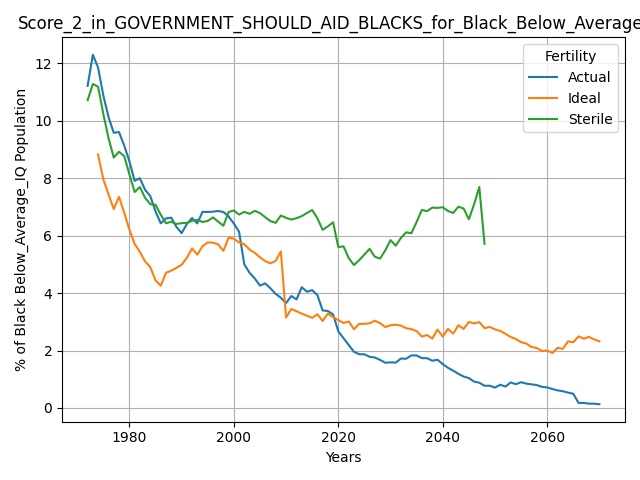 Score_2_in_GOVERNMENT_SHOULD_AID_BLACKS_for_Black_Below_Average
Fertility
Actual
Ideal
Sterile
% of Black Below_Average_IQ Population
12
10
8
6
4
2
0
1980 2000 2020 2040 2060
Years